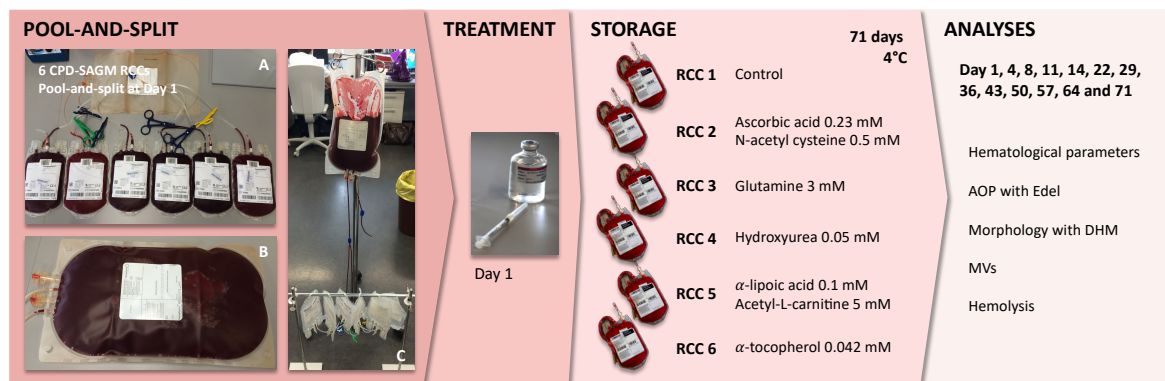 POOL-AND-SPLIT
6 CPD-SAGM RCCs
Pool-and-split at Day 1
A
B
C
TREATMENT
Day 1
STORAGE
71 days
4°C
RCC 1 Control
RCC 2 Ascorbic acid 0.23 mM
N-acetyl cysteine 0.5 mM
RCC 3 Glutamine 3 mM
RCC 4 Hydroxyurea 0.05 mM
RCC 5 α-lipoic acid 0.1 mM
Acetyl-L-carnitine 5 mM
RCC 6 α-tocopherol 0.042 mM
ANALYSES
Day 1, 4, 8, 11, 14, 22, 29,
36, 43, 50, 57, 64 and 71
Hematological parameters
AOP with Edel
Morphology with DHM
MVs
Hemolysis